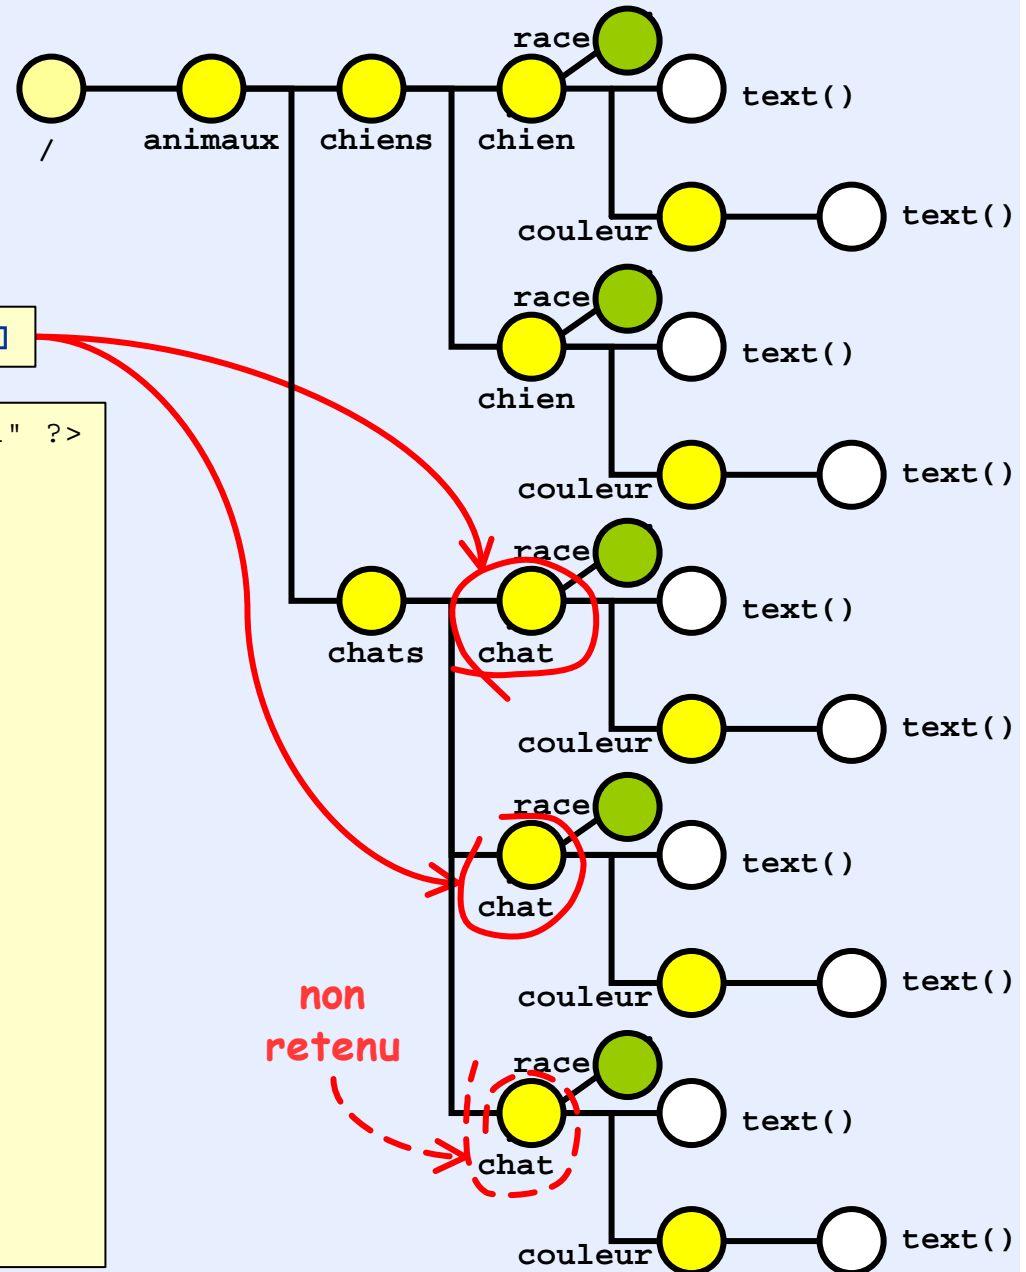 race
text()
/
animaux
chiens
chien
couleur
text()
race
]
text()
chien
." ?>
couleur
text()
race
text()
chats
chat
couleur
text()
race
text()
chat
non
retenu
couleur
text()
race
text()
chat
couleur
text()